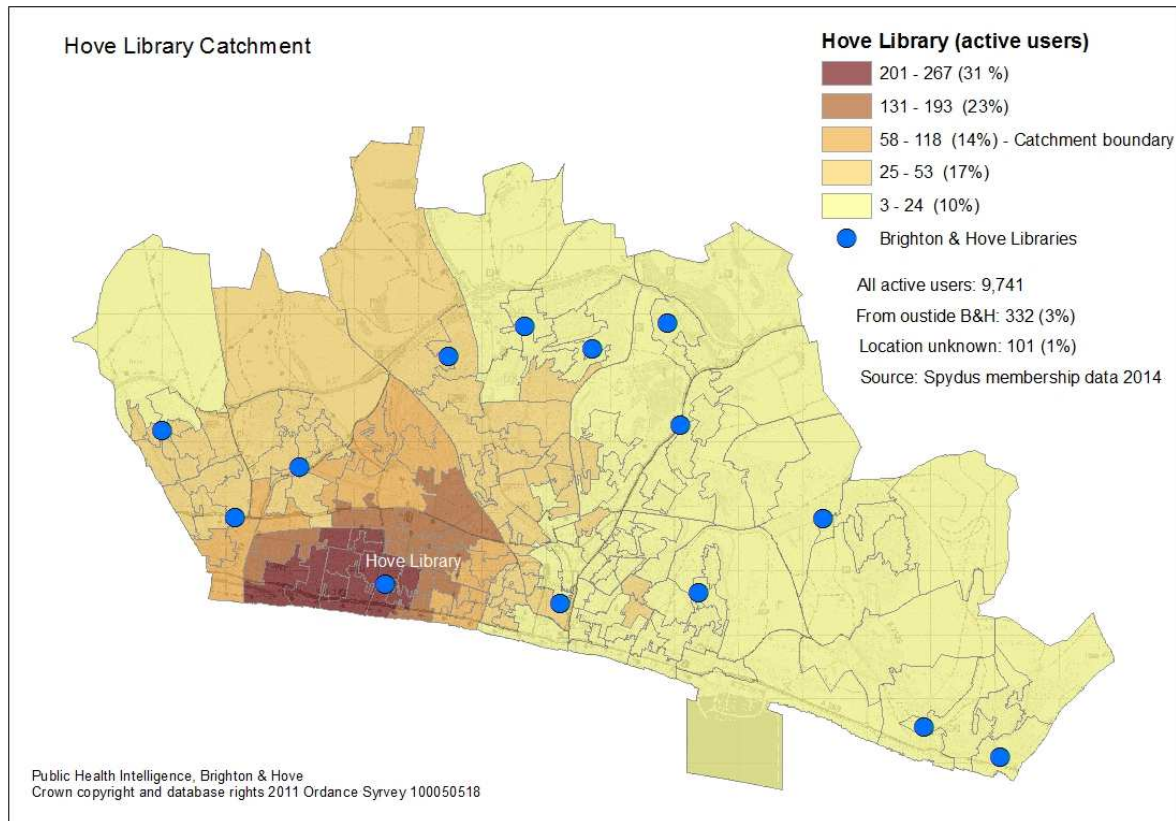 Hove Library Catchment
Hove Library (active users)
201 - 267 (31 %)
131 - 193 (23%)
58 - 118 (14%) - Catchment boundary
25 - 53 (17%)
3 - 24 (10%)
Brighton & Hove Libraries
All active users: 9,741
From oustide B&H: 332 (3%)
Location unknown: 101 (1%)
Source: Spydus membership data 2014
Hove Library
Public Health Intelligence, Brighton & Hove
Crown copyright and database rights 2011 Ordance Syrvey 100050518